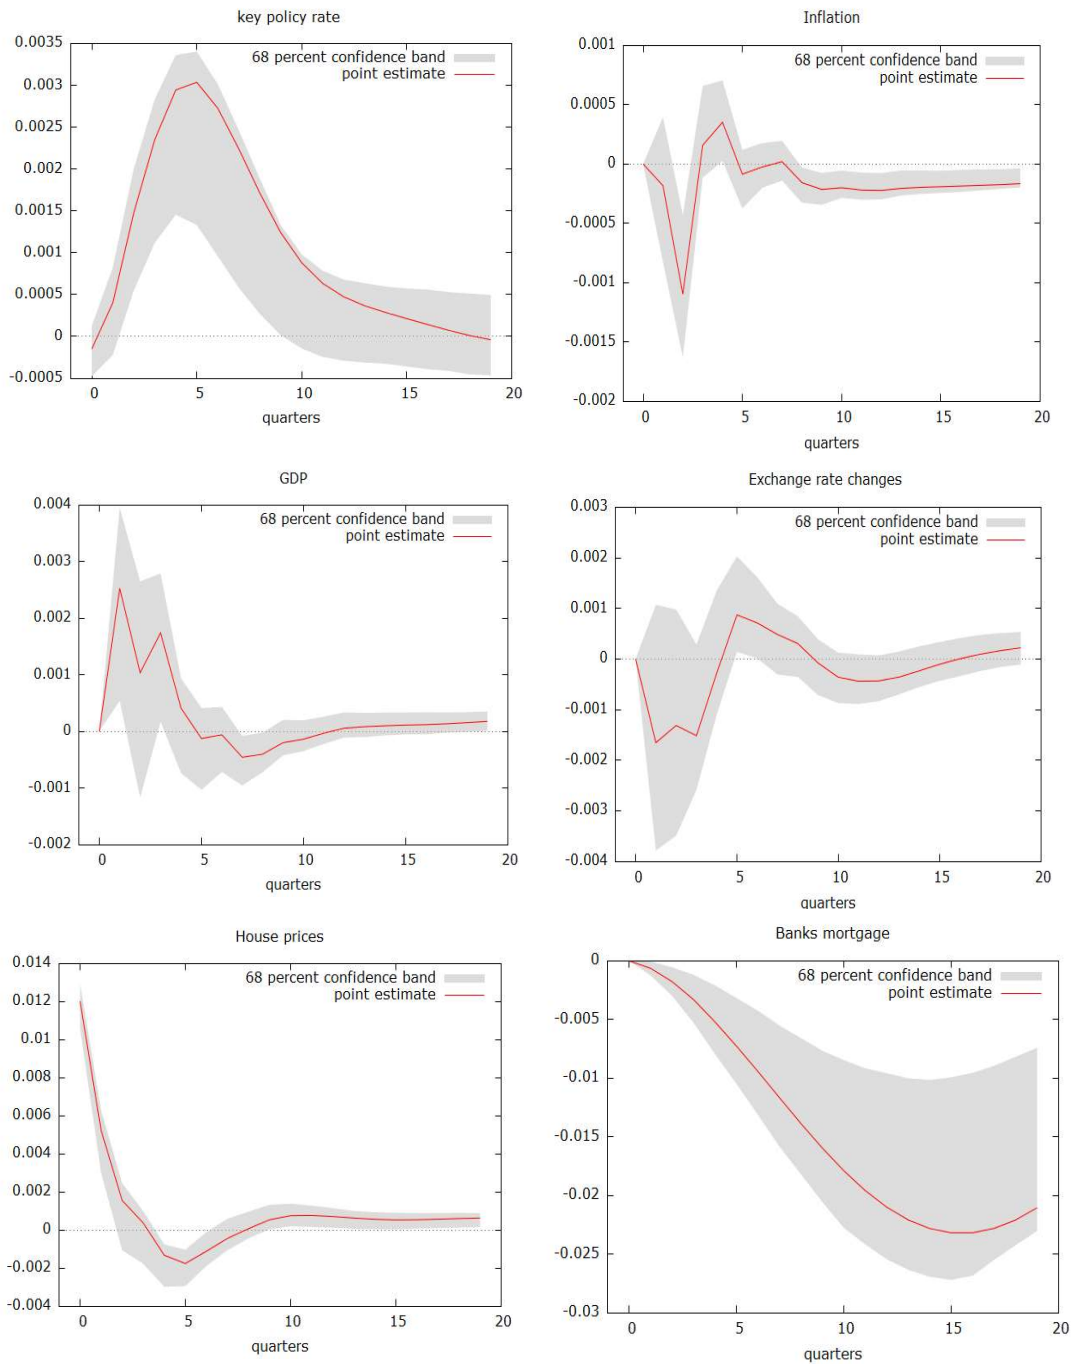 key policy rate
0.0035
0.003
0.0025
0.002
0.0015
0.001
0.0005
0
-0.0005
68 percent confidence band
point estimate
0 5 10 15 20
quarters
Inflation
0.001
0.0005
0
-0.0005
-0.001
-0.0015
-0.002
68 percent confidence band
point estimate
0 5 10 15 20
quarters
GDP
0.004
0.003
0.002
0.001
0
-0.001
-0.002
68 percent confidence band
point estimate
0 5 10 15 20
quarters
Exchange rate changes
0.003
0.002
0.001
0
-0.001
-0.002
-0.003
-0.004
68 percent confidence band
point estimate
0 5 10 15 20
quarters
House prices
0.014
0.012
0.01
0.008
0.006
0.004
0.002
0
-0.002
-0.004
68 percent confidence band
point estimate
0 5 10 15 20
quarters
Banks mortgage
0
-0.005
-0.01
-0.015
-0.02
-0.025
-0.03
68 percent confidence band
point estimate
0 5 10 15 20
quarters